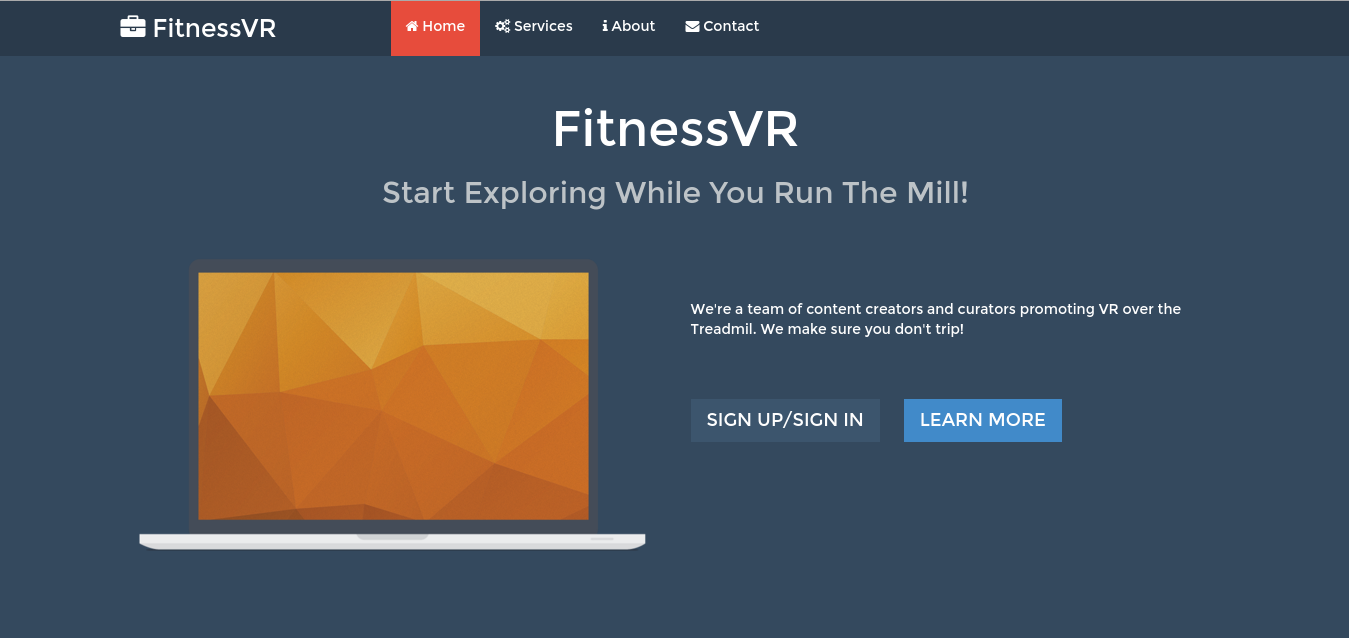 FitnessVR
Home
Services
About
Contact
FitnessVR
Start Exploring While You Run The Mill!
We're a team of content creators and curators promoting VR over the
Treadmil. We make sure you don't trip!
SIGN UP/SIGN IN
LEARN MORE